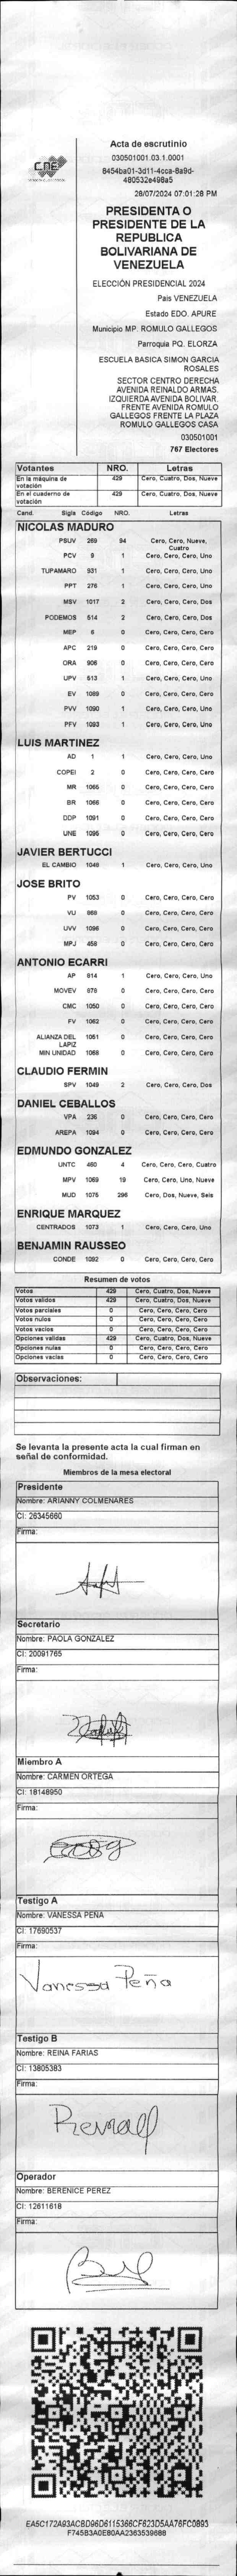 CNE
Acta de escrutinio
030501001.03.1.0001
8454ba01-3d11-4cca-8a9d-
480532e498a5
28/07/2024 07:01:28 PM
PRESIDENTA O
PRESIDENTE DE LA
REPUBLICA
BOLIVARIANA DE
VENEZUELA
ELECCIÓN PRESIDENCIAL 2024
Pais VENEZUELA
Estado EDO. APURE
Municipio MP. ROMULO GALLEGOS
Parroquia PQ. ELORZA
ESCUELA BASICA SIMON GARCIA
ROSALES
SECTOR CENTRO DERECHA
AVENIDA REINALDO ARMAS.
IZQUIERDA AVENIDA BOLIVAR.
FRENTE AVENIDA ROMULO
GALLEGOS FRENTE LA PLAZA
ROMULO GALLEGOS CASA
030501001
767 Electores
Votantes NRO. Letras
En la máquina de votación 429 Cero, Cuatro, Dos, Nueve
En el cuaderno de votación 429 Cero, Cuatro, Dos, Nueve
Cand. Sigla Código NRO. Letras
NICOLAS MADURO
PSUV 269 94 Cero, Cero, Nueve, Cuatro
PCV 9 1 Cero, Cero, Cero, Uno
TUPAMARO 931 1 Cero, Cero, Cero, Uno
PPT 276 1 Cero, Cero, Cero, Uno
MSV 1017 2 Cero, Cero, Cero, Dos
PODEMOS 514 2 Cero, Cero, Cero, Dos
MEP 6 0 Cero, Cero, Cero, Cero
APC 219 0 Cero, Cero, Cero, Cero
ORA 906 0 Cero, Cero, Cero, Cero
UPV 513 1 Cero, Cero, Cero, Uno
EV 1089 0 Cero, Cero, Cero, Cero
PVV 1090 1 Cero, Cero, Cero, Uno
PFV 1093 1 Cero, Cero, Cero, Uno
LUIS MARTINEZ
AD 1 1 Cero, Cero, Cero, Uno
COPEI 2 0 Cero, Cero, Cero, Cero
MR 1065 0 Cero, Cero, Cero, Cero
BR 1066 0 Cero, Cero, Cero, Cero
DDP 1091 0 Cero, Cero, Cero, Cero
UNE 1095 0 Cero, Cero, Cero, Cero
JAVIER BERTUCCI
EL CAMBIO 1048 1 Cero, Cero, Cero, Uno
JOSE BRITO
PV 1053 0 Cero, Cero, Cero, Cero
VU 968 0 Cero, Cero, Cero, Cero
UVV 1096 0 Cero, Cero, Cero, Cero
MPJ 458 0 Cero, Cero, Cero, Cero
ANTONIO ECARRI
AP 814 1 Cero, Cero, Cero, Uno
MOVEV 876 0 Cero, Cero, Cero, Cero
CMC 1050 0 Cero, Cero, Cero, Cero
FV 1062 0 Cero, Cero, Cero, Cero
ALIANZA DEL LAPIZ 1051 0 Cero, Cero, Cero, Cero
MIN UNIDAD 1068 0 Cero, Cero, Cero, Cero
CLAUDIO FERMIN
SPV 1049 2 Cero, Cero, Cero, Dos
DANIEL CEBALLOS
VPA 236 0 Cero, Cero, Cero, Cero
AREPA 1094 0 Cero, Cero, Cero, Cero
EDMUNDO GONZALEZ
UNTC 460 4 Cero, Cero, Cero, Cuatro
MPV 1069 19 Cero, Cero, Uno, Nueve
MUD 1075 296 Cero, Dos, Nueve, Seis
ENRIQUE MARQUEZ
CENTRADOS 1073 1 Cero, Cero, Cero, Uno
BENJAMIN RAUSSEO
CONDE 1082 0 Cero, Cero, Cero, Cero
Resumen de votos
Votos 429 Cero, Cuatro, Dos, Nueve
Votos validos 429 Cero, Cuatro, Dos, Nueve
Votos parciales 0 Cero, Cero, Cero, Cero
Votos nulos 0 Cero, Cero, Cero, Cero
Votos vacios 0 Cero, Cero, Cero, Cero
Opciones validas 429 Cero, Cuatro, Dos, Nueve
Opciones nulas 0 Cero, Cero, Cero, Cero
Opciones vacias 0 Cero, Cero, Cero, Cero
Observaciones:
Se levanta la presente acta la cual firman en
señal de conformidad.
Miembros de la mesa electoral
Presidente
Nombre: ARIANNY COLMENARES
CI: 26345660
Firma:
Secretario
Nombre: PAOLA GONZALEZ
CI: 20091765
Firma:
Miembro A
Nombre: CARMEN ORTEGA
CI: 18148950
Firma:
Testigo A
Nombre: VANESSA PEÑA
CI: 17690537
Firma:
Vanessa Peña
Testigo B
Nombre: REINA FARIAS
CI: 13805383
Firma:
Operador
Nombre: BERENICE PEREZ
CI: 12611618
Firma:
EA5C172A93ACBD96D6115366CF623D5AA76FC0893
F745B3A0E80AA2363539688